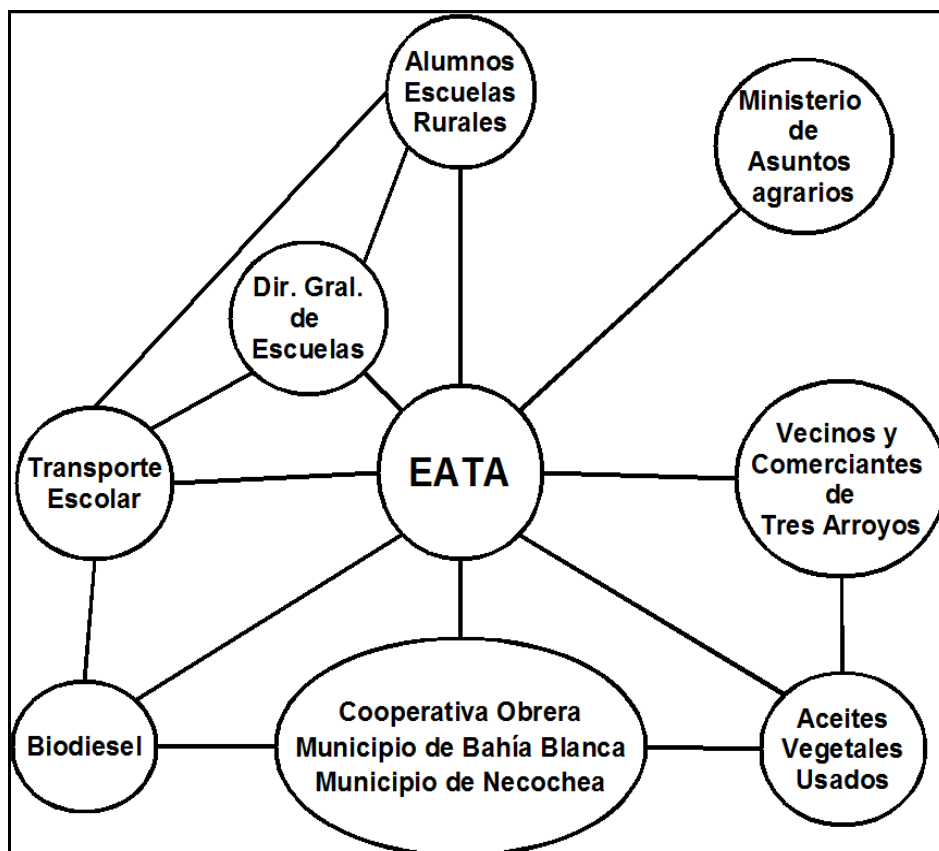 Alumnos
Escuelas
Rurales
Ministerio
de
Asuntos
agrarios
Dir. Gral.
de
Escuelas
Transporte
Escolar
EATA
Vecinos y
Comerciantes
de
Tres Arroyos
Biodiesel
Cooperativa Obrera
Municipio de Bahía Blanca
Municipio de Necochea
Aceites
Vegetales
Usados